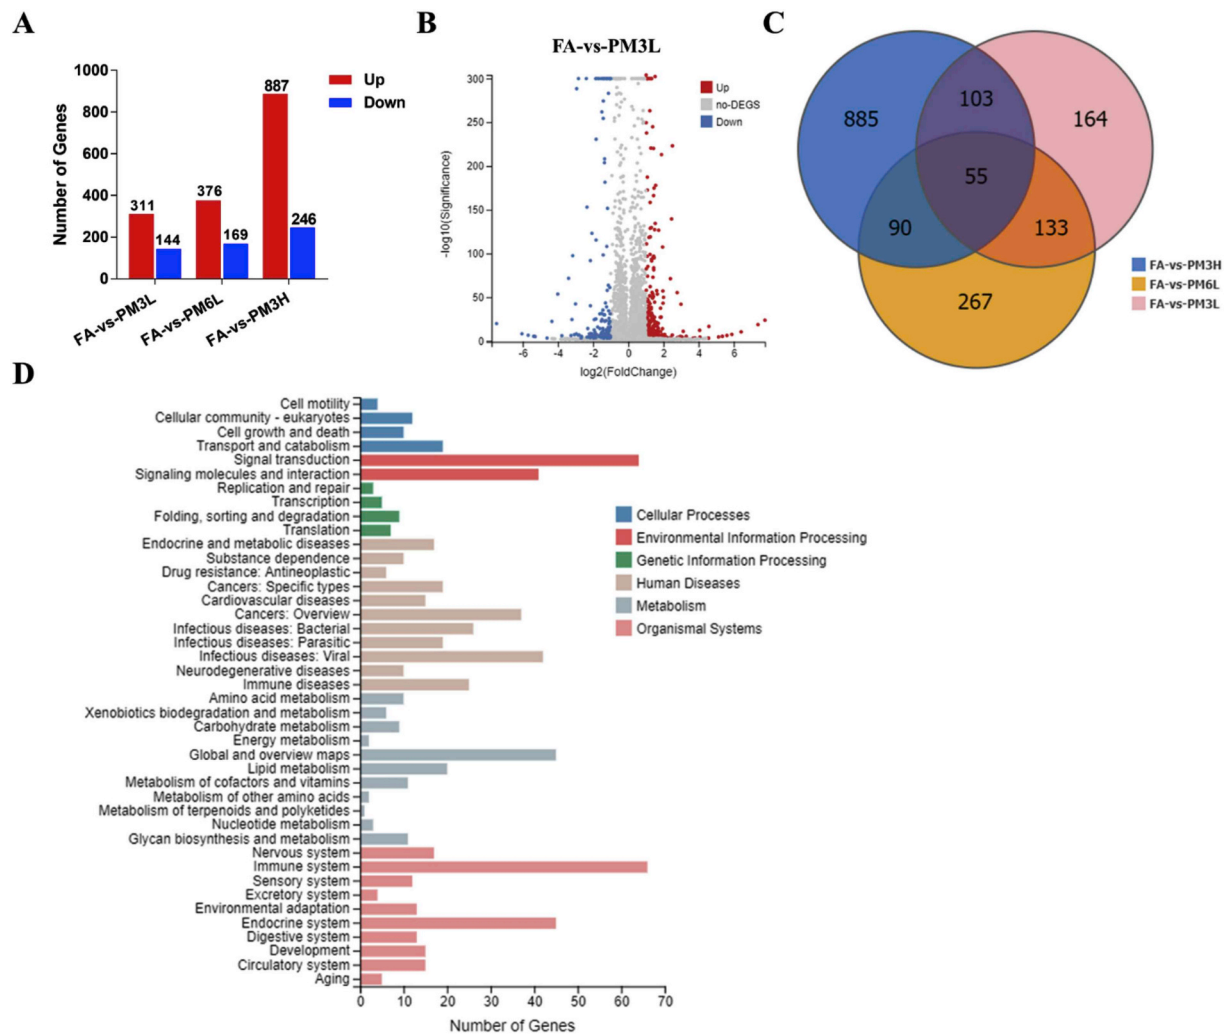 A
Number of Genes
1000
800
600
400
200
0
Up
Down
311
144
376
169
887
246
FA-vs-PM3L
FA-vs-PM6L
FA-vs-PM3H
B
FA-vs-PM3L
-log10(Significance)
300
250
200
150
100
50
0
-6 -4 -2 0 2 4 6
log2(FoldChange)
Up
no-DEGS
Down
C
885
103
164
55
90
133
267
FA-vs-PM3H
FA-vs-PM6L
FA-vs-PM3L
D
Cell motility
Cellular community - eukaryotes
Cell growth and death
Transport and catabolism
Signal transduction
Signaling molecules and interaction
Replication and repair
Transcription
Folding, sorting and degradation
Translation
Endocrine and metabolic diseases
Substance dependence
Drug resistance: Antineoplastic
Cancers: Specific types
Cardiovascular diseases
Cancers: Overview
Infectious diseases: Bacterial
Infectious diseases: Parasitic
Infectious diseases: Viral
Neurodegenerative diseases
Immune diseases
Amino acid metabolism
Xenobiotics biodegradation and metabolism
Carbohydrate metabolism
Energy metabolism
Global and overview maps
Lipid metabolism
Metabolism of cofactors and vitamins
Metabolism of other amino acids
Metabolism of terpenoids and polyketides
Nucleotide metabolism
Glycan biosynthesis and metabolism
Nervous system
Immune system
Sensory system
Excretory system
Environmental adaptation
Endocrine system
Digestive system
Development
Circulatory system
Aging
0 10 20 30 40 50 60 70
Number of Genes
Cellular Processes
Environmental Information Processing
Genetic Information Processing
Human Diseases
Metabolism
Organismal Systems